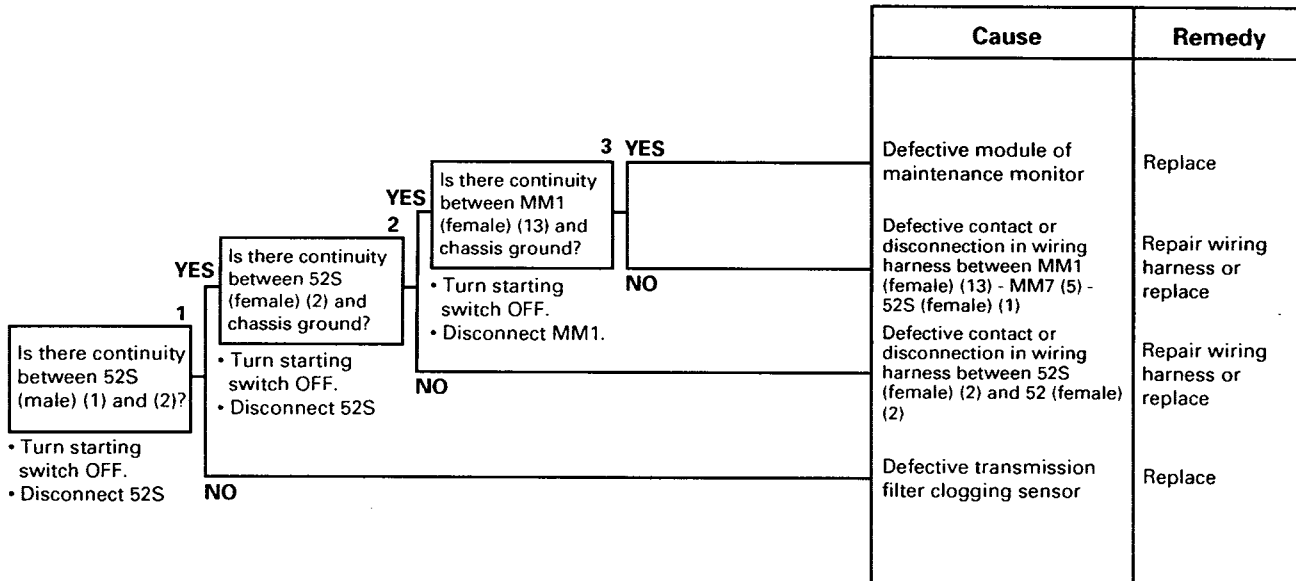 Cause
Remedy
3
YES
Is there continuity
between MM1
(female) (13) and
chassis ground?
• Turn starting
switch OFF.
• Disconnect MM1.
NO
YES
2
Is there continuity
between 52S
(female) (2) and
chassis ground?
• Turn starting
switch OFF.
• Disconnect 52S
NO
YES
1
Is there continuity
between 52S
(male) (1) and (2)?
• Turn starting
switch OFF.
• Disconnect 52S
NO
Defective module of
maintenance monitor
Replace
Defective contact or
disconnection in wiring
harness between MM1
(female) (13) - MM7 (5) -
52S (female) (1)
Repair wiring
harness or
replace
Defective contact or
disconnection in wiring
harness between 52S
(female) (2) and 52 (female)
(2)
Repair wiring
harness or
replace
Defective transmission
filter clogging sensor
Replace